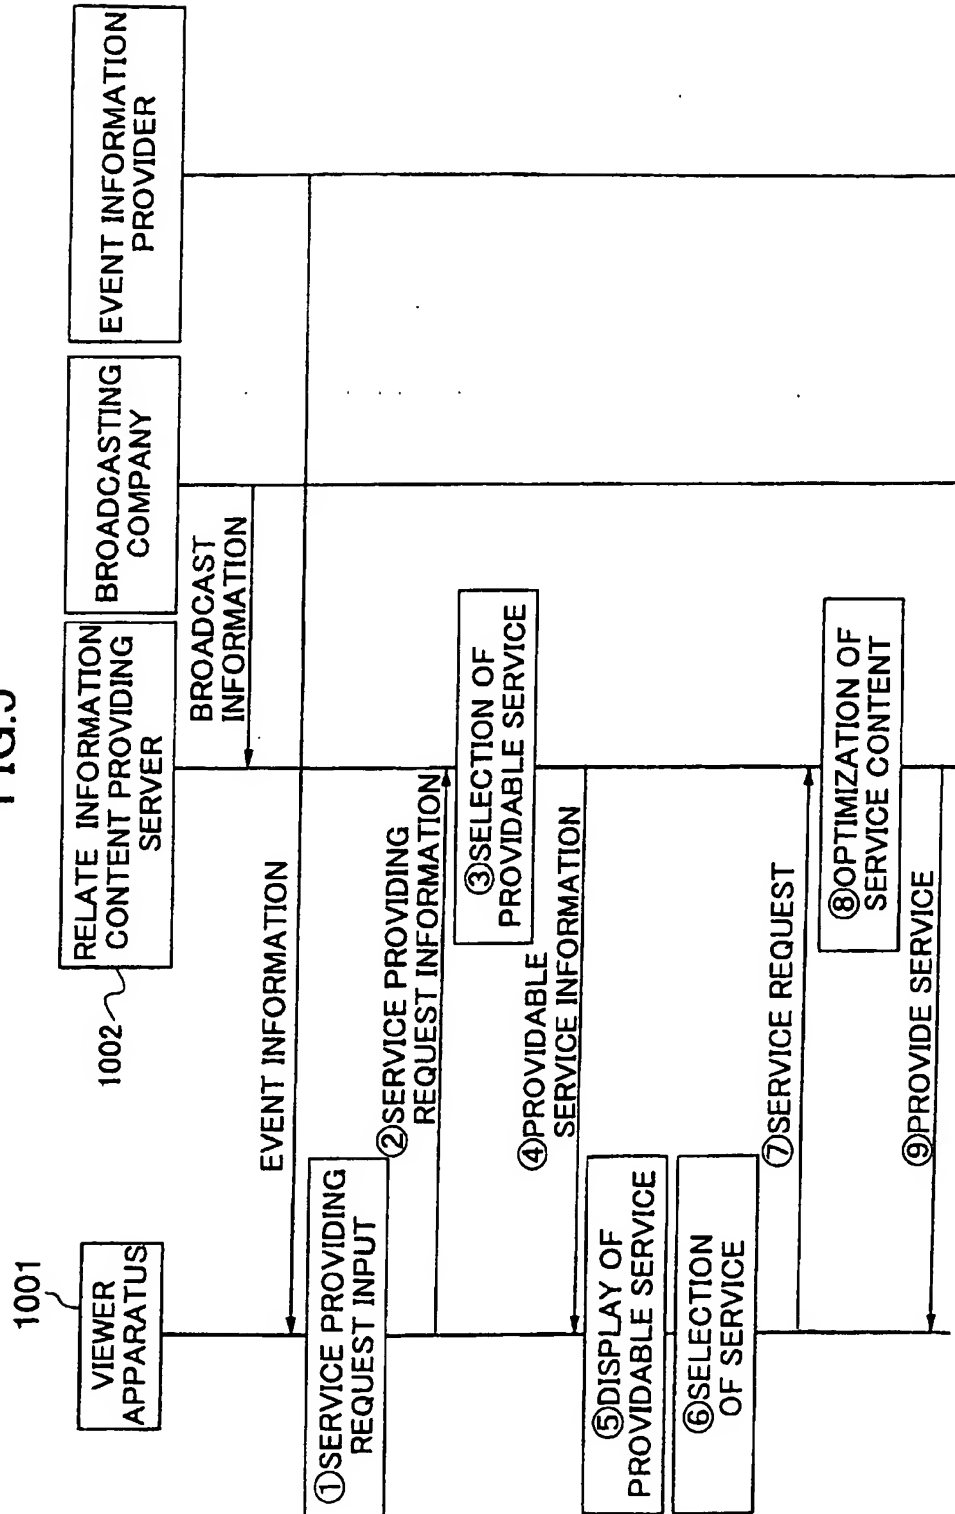 FIG.5
1001
VIEWER
APPARATUS
1002
RELATE INFORMATION
CONTENT PROVIDING
SERVER
BROADCASTING
COMPANY
EVENT INFORMATION
PROVIDER
BROADCAST
INFORMATION
EVENT INFORMATION
①SERVICE PROVIDING
REQUEST INPUT
②SERVICE PROVIDING
REQUEST INFORMATION
③SELECTION OF
PROVIDABLE SERVICE
④PROVIDABLE
SERVICE INFORMATION
⑤DISPLAY OF
PROVIDABLE SERVICE
⑥SELECTION
OF SERVICE
⑦SERVICE REQUEST
⑧OPTIMIZATION OF
SERVICE CONTENT
⑨PROVIDE SERVICE